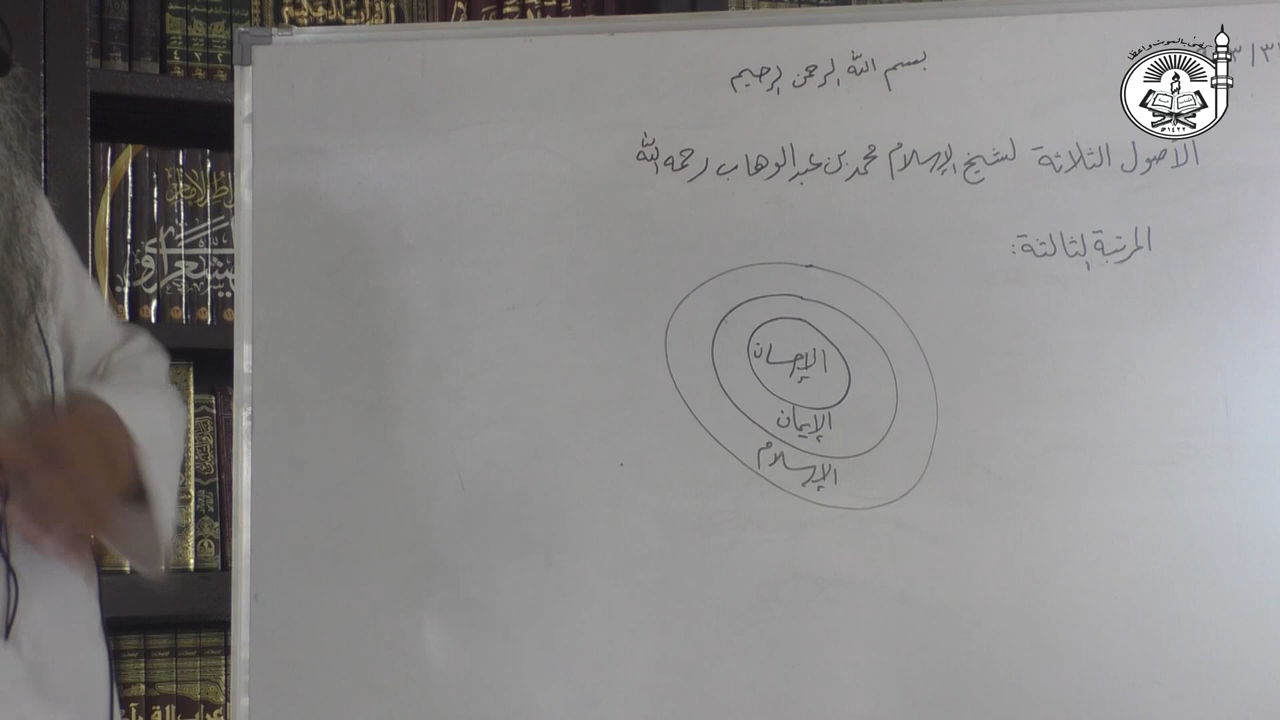 بسم الله الرحمن الرحيم
الأصول الثلاثة لشيخ الإسلام محمد بن عبد الوهاب رحمه الله
المرتبة الثالثة:
الإحسان
الإيمان
الإسلام
١٤٢٢هـ